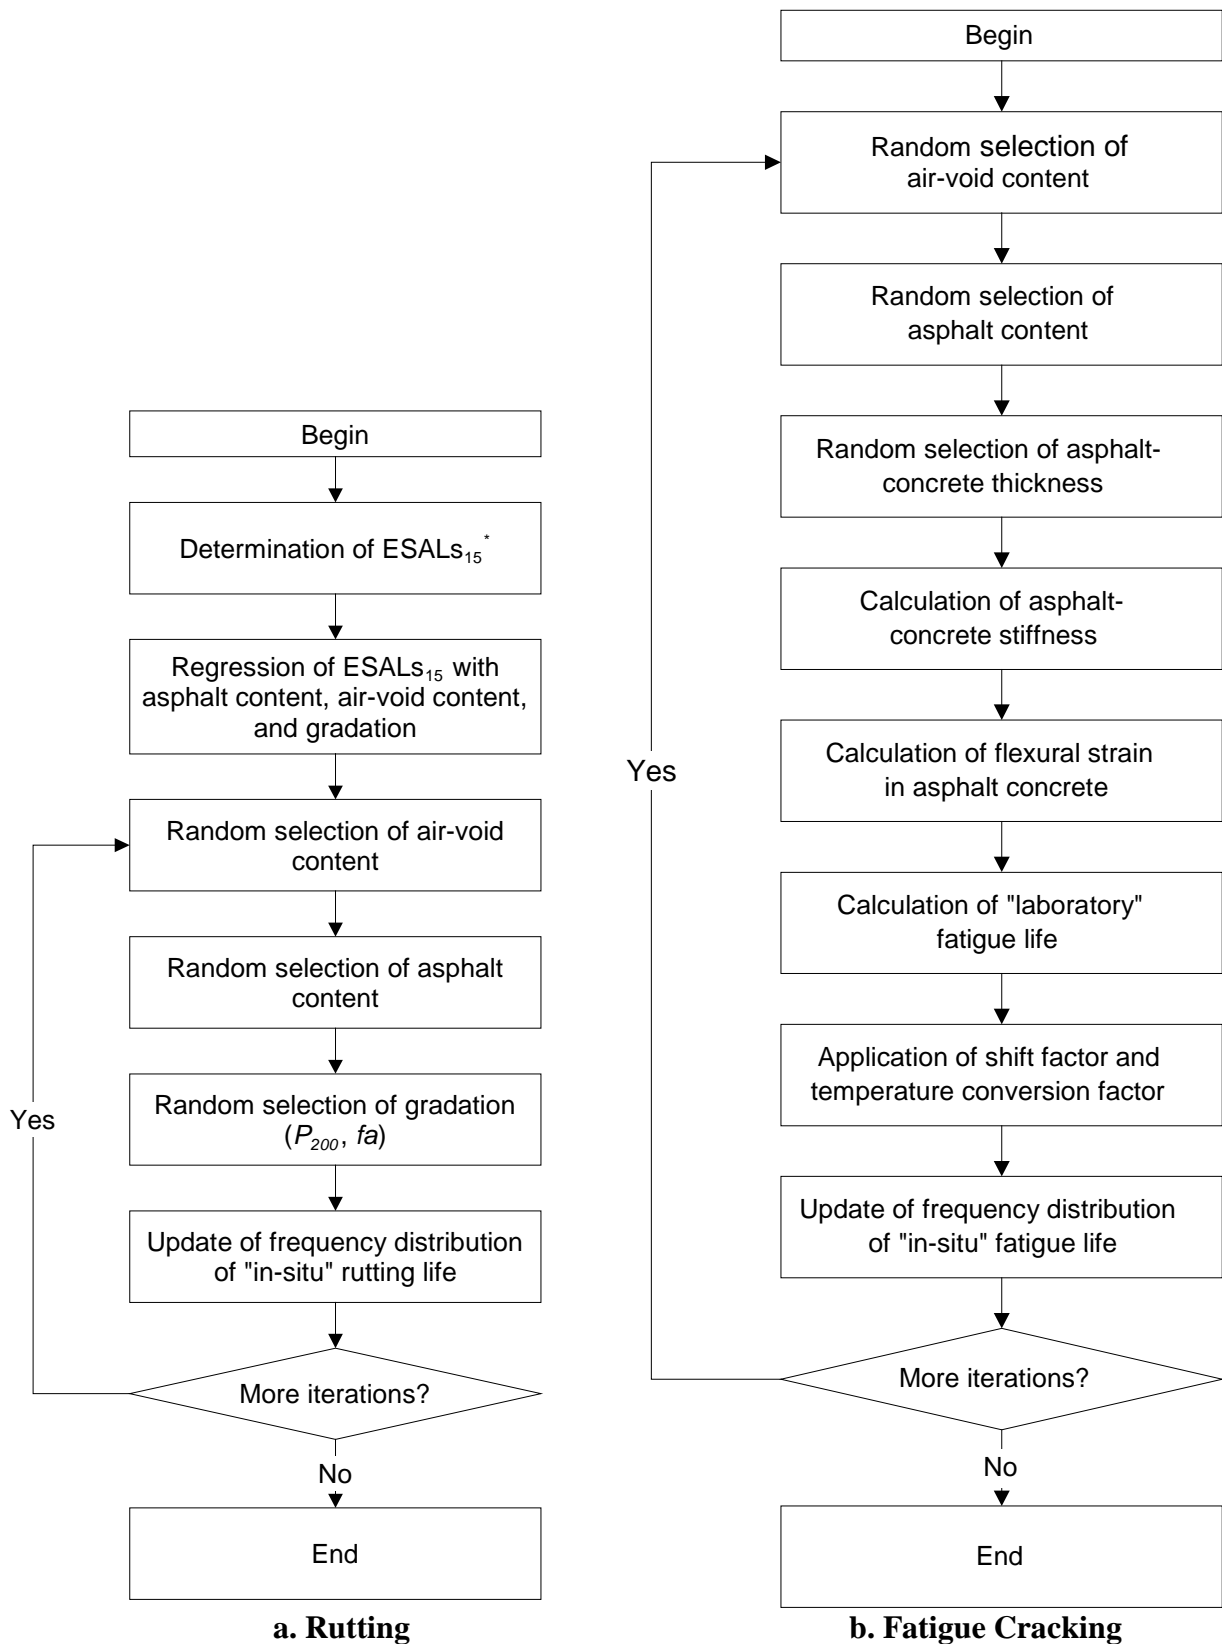 Begin
Determination of ESALs15*
Regression of ESALs15 with
asphalt content, air-void content,
and gradation
Random selection of air-void
content
Random selection of asphalt
content
Random selection of gradation
(P200, fa)
Update of frequency distribution
of "in-situ" rutting life
More iterations?
Yes
No
End
a. Rutting
Begin
Random selection of
air-void content
Random selection of
asphalt content
Random selection of asphalt-
concrete thickness
Calculation of asphalt-
concrete stiffness
Calculation of flexural strain
in asphalt concrete
Calculation of "laboratory"
fatigue life
Application of shift factor and
temperature conversion factor
Update of frequency distribution
of "in-situ" fatigue life
More iterations?
Yes
No
End
b. Fatigue Cracking